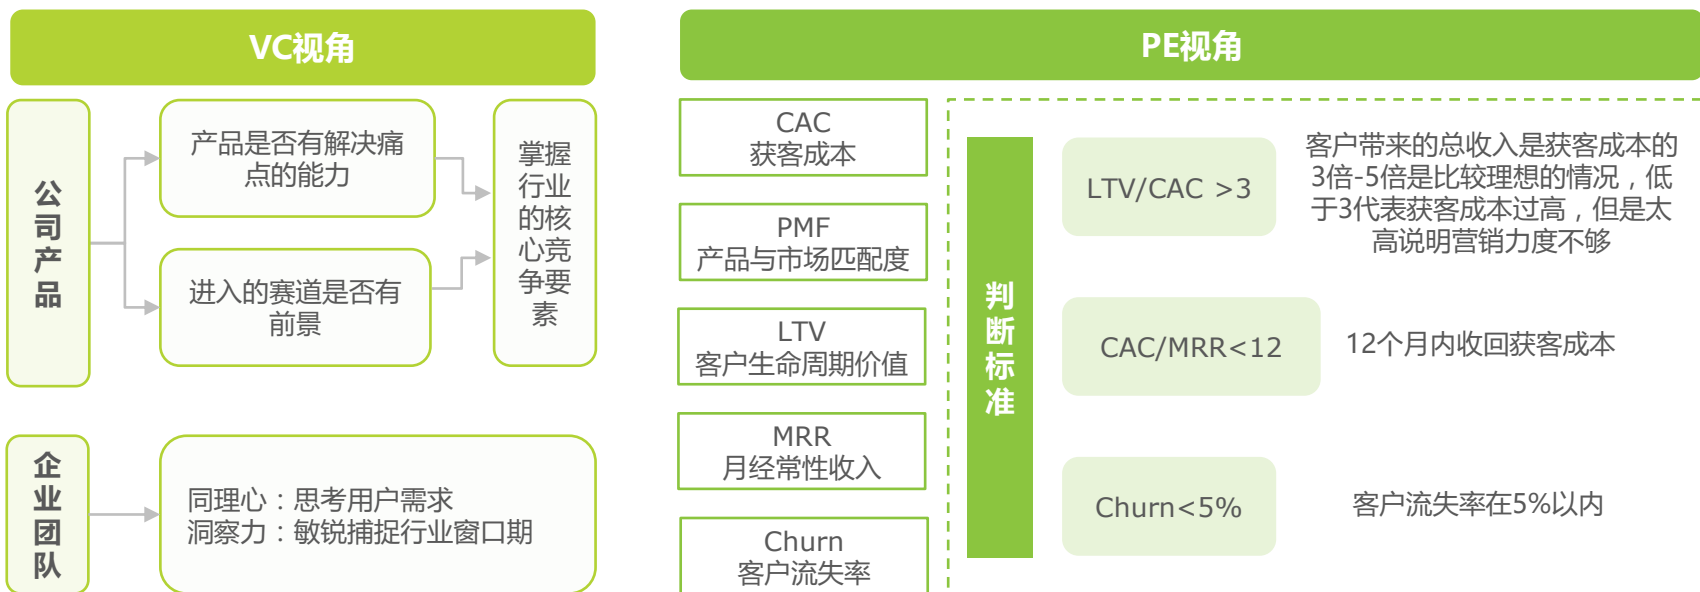 VC视角
公司产品
产品是否有解决痛
点的能力
进入的赛道是否有
前景
掌握
行业
的核
心竞
争要
素
企业团队
同理心：思考用户需求
洞察力：敏锐捕捉行业窗口期
PE视角
CAC
获客成本
PMF
产品与市场匹配度
LTV
客户生命周期价值
MRR
月经常性收入
Churn
客户流失率
判断标准
LTV/CAC >3
客户带来的总收入是获客成本的
3倍-5倍是比较理想的情况，低
于3代表获客成本过高，但是太
高说明营销力度不够
CAC/MRR<12
12个月内收回获客成本
Churn<5%
客户流失率在5%以内